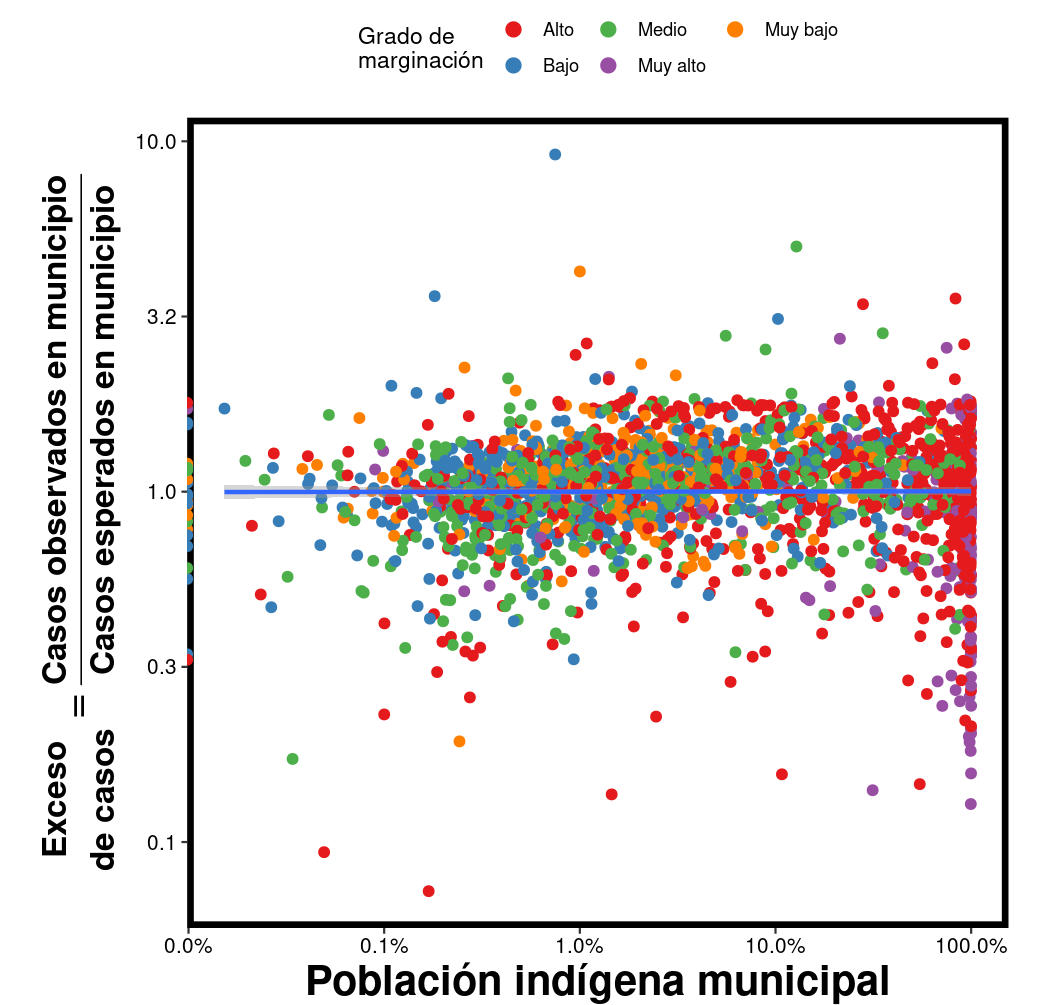 Grado de
marginación
Alto
Medio
Muy bajo
Bajo
Muy alto
Exceso
de casos
=
Casos observados en municipio
Casos esperados en municipio
10.0
3.2
1.0
0.3
0.1
0.0%
0.1%
1.0%
10.0%
100.0%
Población indígena municipal